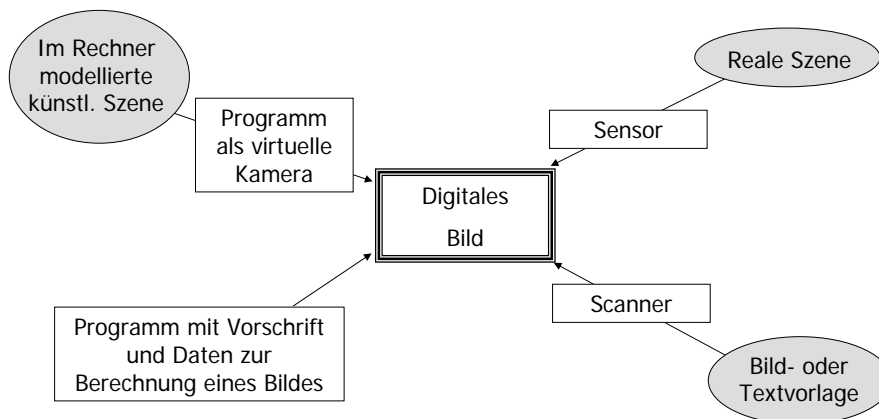 Im Rechner
modellierte
künstl. Szene
Reale Szene
Programm
als virtuelle
Kamera
Sensor
Digitales
Bild
Scanner
Programm mit Vorschrift
und Daten zur
Berechnung eines Bildes
Bild- oder
Textvorlage